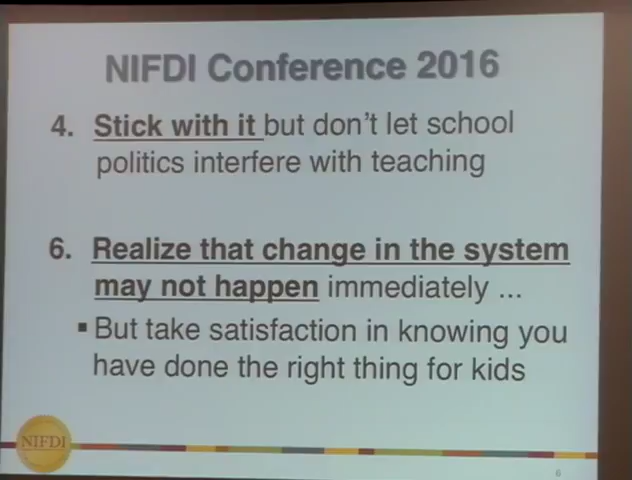 NIFDI Conference 2016
4. Stick with it but don't let school
politics interfere with teaching
6. Realize that change in the system
may not happen immediately ...
▪ But take satisfaction in knowing you
have done the right thing for kids
NIFDI
6